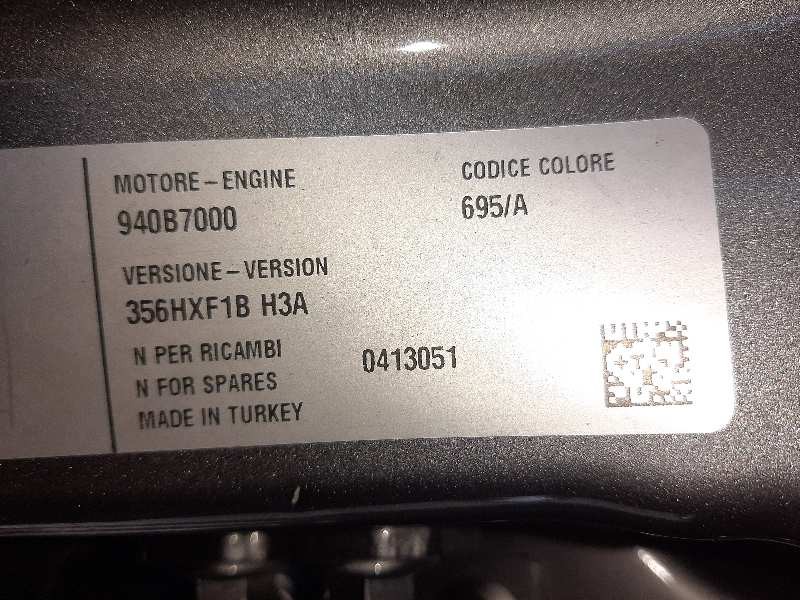 MOTORE – ENGINE
940B7000
CODICE COLORE
695/A
VERSIONE – VERSION
356HXF1B H3A
N PER RICAMBI
N FOR SPARES
0413051
MADE IN TURKEY